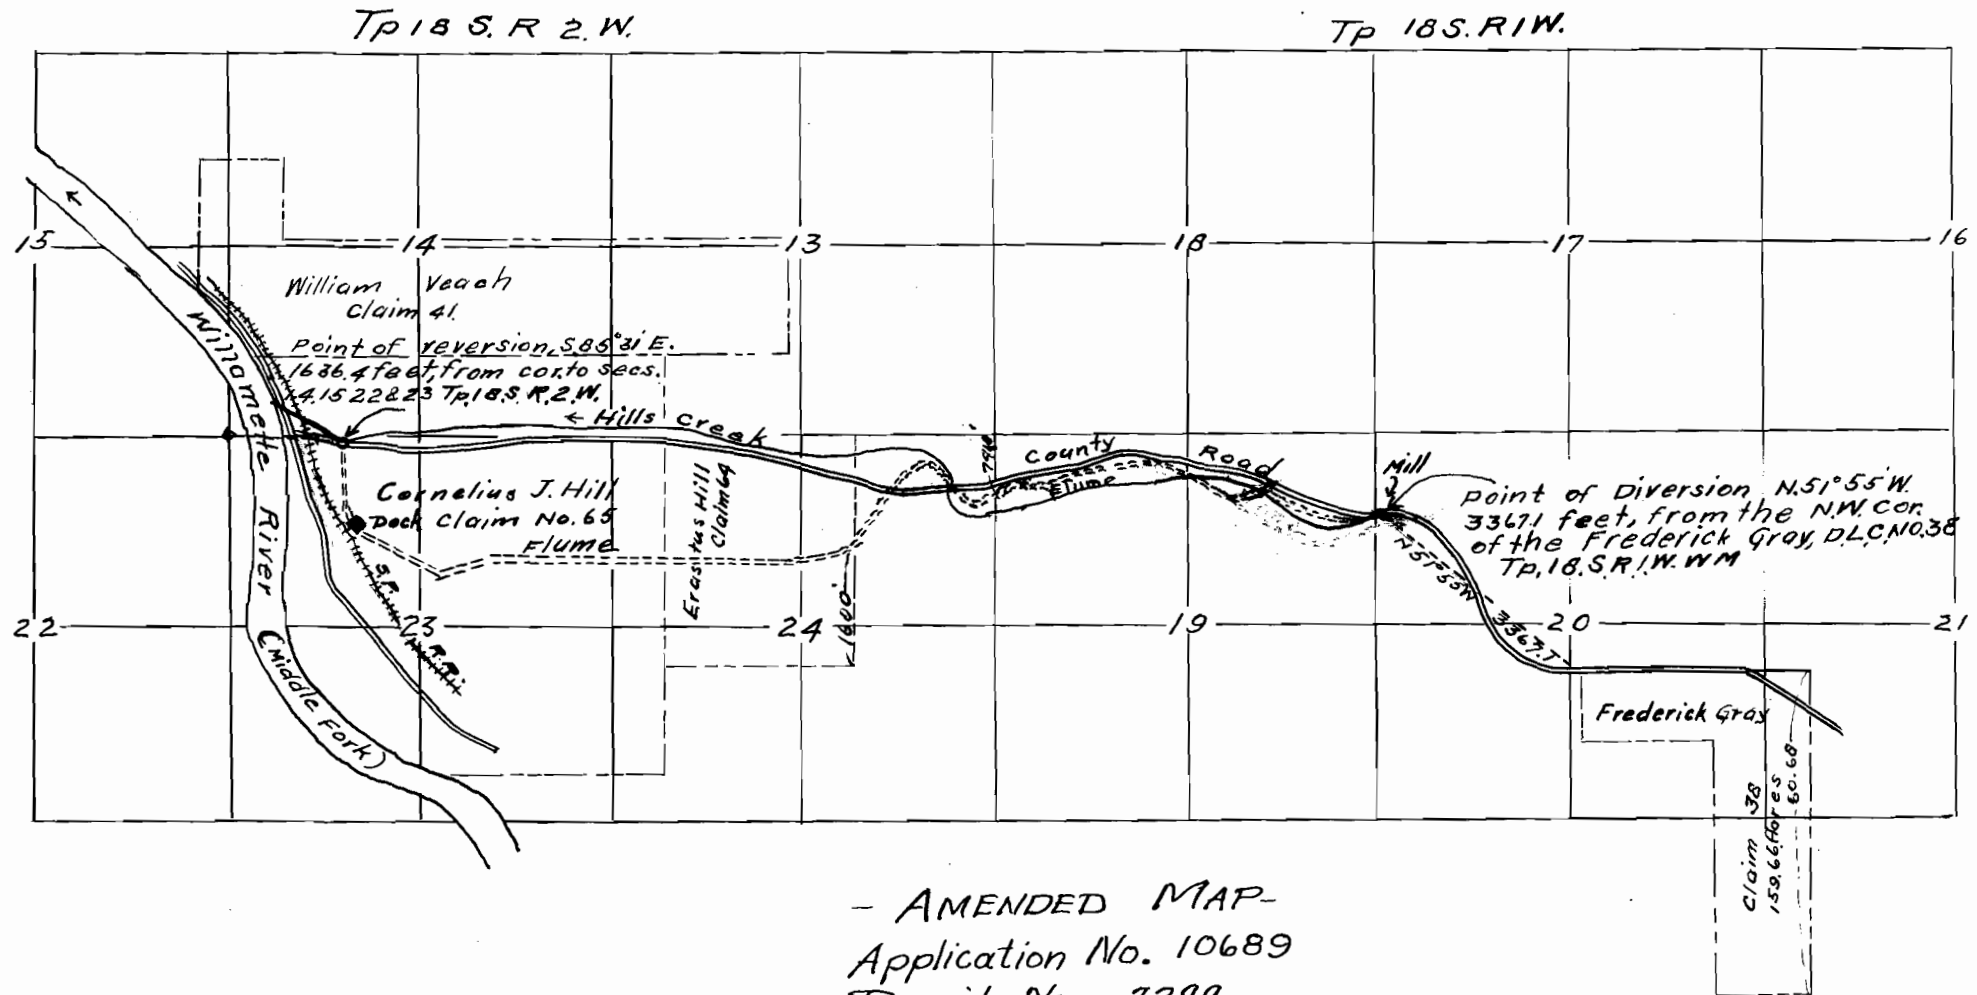 Tp 18 S. R 2. W.
Tp 18 S. R 1 W.
15
14
13
18
17
16
William Veach
Claim 41.
Point of reversion, S.85°31'E.
1636.4 feet, from cor. to secs.
14.15 22 & 23 Tp. 18. S. R. 2. W.
← Hills Creek
County Road
Flume
Mill
Point of Diversion N.51°55'W.
3367.1 feet, from the N.W. Cor.
of the Frederick Gray, D.L.C. NO. 38
Tp. 18. S. R. 1. W. W M
N 51° 55' W
3367.1
Willamette River (Middle Fork)
Cornelius J. Hill
Dock Claim No. 65
Flume
Erastus Hill
Claim 64
1600'
S.P.
R.R.
22
23
24
19
20
21
Frederick Gray
Claim 38
159.66 Acres
60.68
- AMENDED MAP -
Application No. 10689